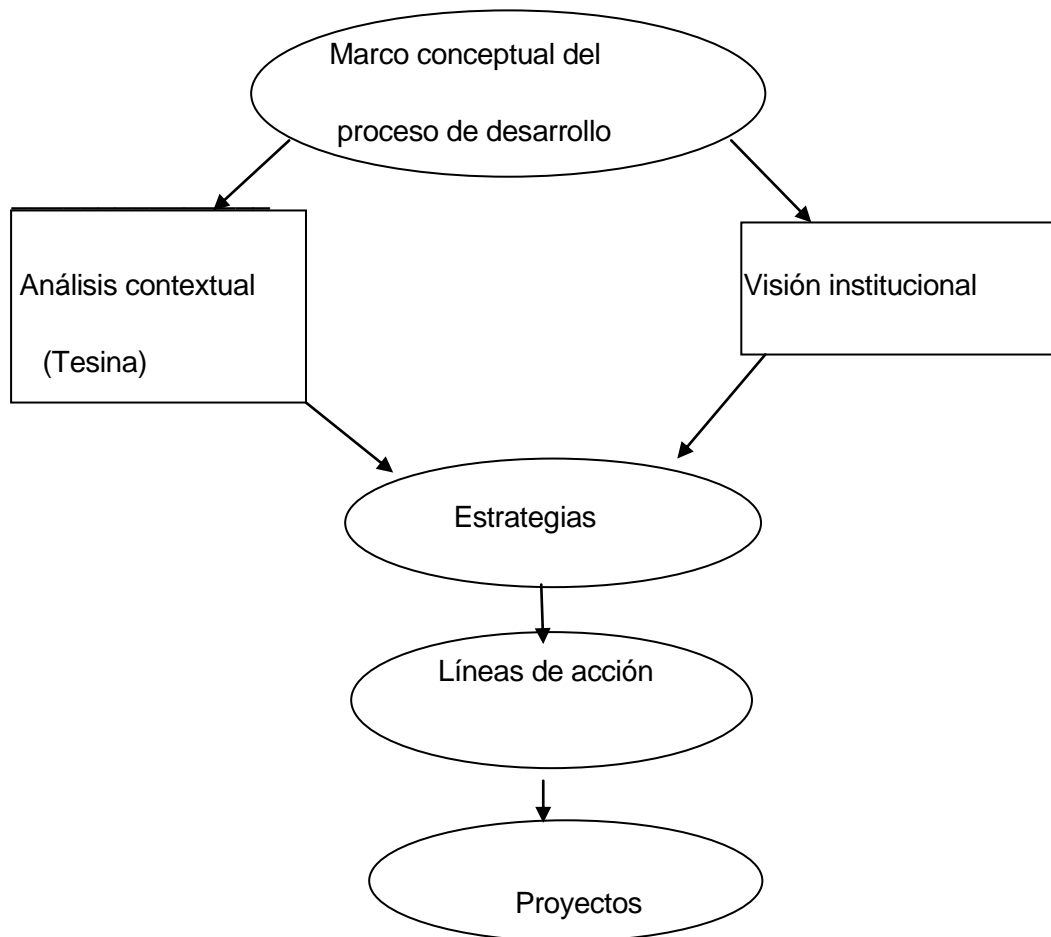 Marco conceptual del
proceso de desarrollo
Análisis contextual
(Tesina)
Visión institucional
Estrategias
Líneas de acción
Proyectos